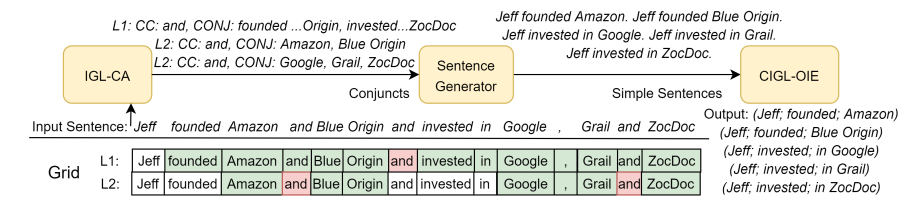 L1: CC: and, CONJ: founded ...Origin, invested...ZocDoc
L2: CC: and, CONJ: Amazon, Blue Origin
L2: CC: and, CONJ: Google, Grail, ZocDoc
Jeff founded Amazon. Jeff founded Blue Origin.
Jeff invested in Google. Jeff invested in Grail.
Jeff invested in ZocDoc.
IGL-CA
Conjuncts
Sentence
Generator
Simple Sentences
CIGL-OIE
Input Sentence: Jeff founded Amazon and Blue Origin and invested in Google , Grail and ZocDoc
Grid
L1: Jeff founded Amazon and Blue Origin and invested in Google , Grail and ZocDoc
L2: Jeff founded Amazon and Blue Origin and invested in Google , Grail and ZocDoc
Output: (Jeff; founded; Amazon)
(Jeff; founded; Blue Origin)
(Jeff; invested; in Google)
(Jeff; invested; in Grail)
(Jeff; invested; in ZocDoc)